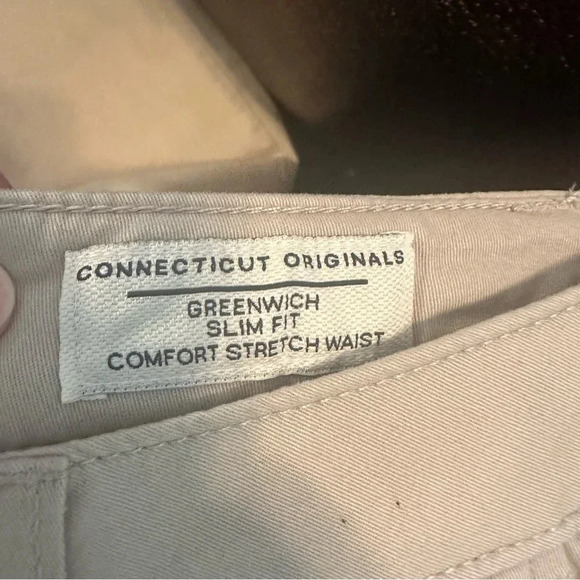 CONNECTICUT ORIGINALS
GREENWICH
SLIM FIT
COMFORT STRETCH WAIST